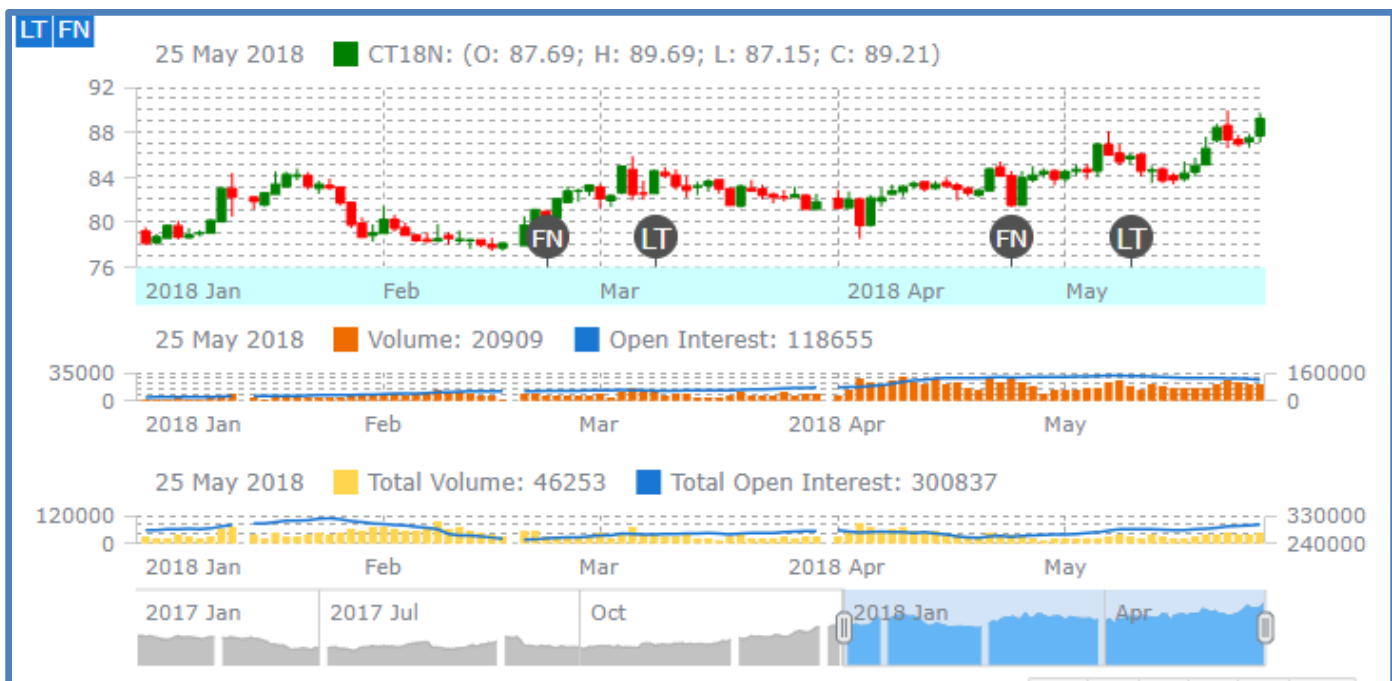 LT FN
25 May 2018 CT18N: (O: 87.69; H: 89.69; L: 87.15; C: 89.21)
92
88
84
80
76
FN LT FN LT
2018 Jan Feb Mar 2018 Apr May
25 May 2018 Volume: 20909 Open Interest: 118655
35000 160000
0 0
2018 Jan Feb Mar 2018 Apr May
25 May 2018 Total Volume: 46253 Total Open Interest: 300837
120000 330000
0 240000
2018 Jan Feb Mar 2018 Apr May
2017 Jan 2017 Jul Oct 2018 Jan Apr